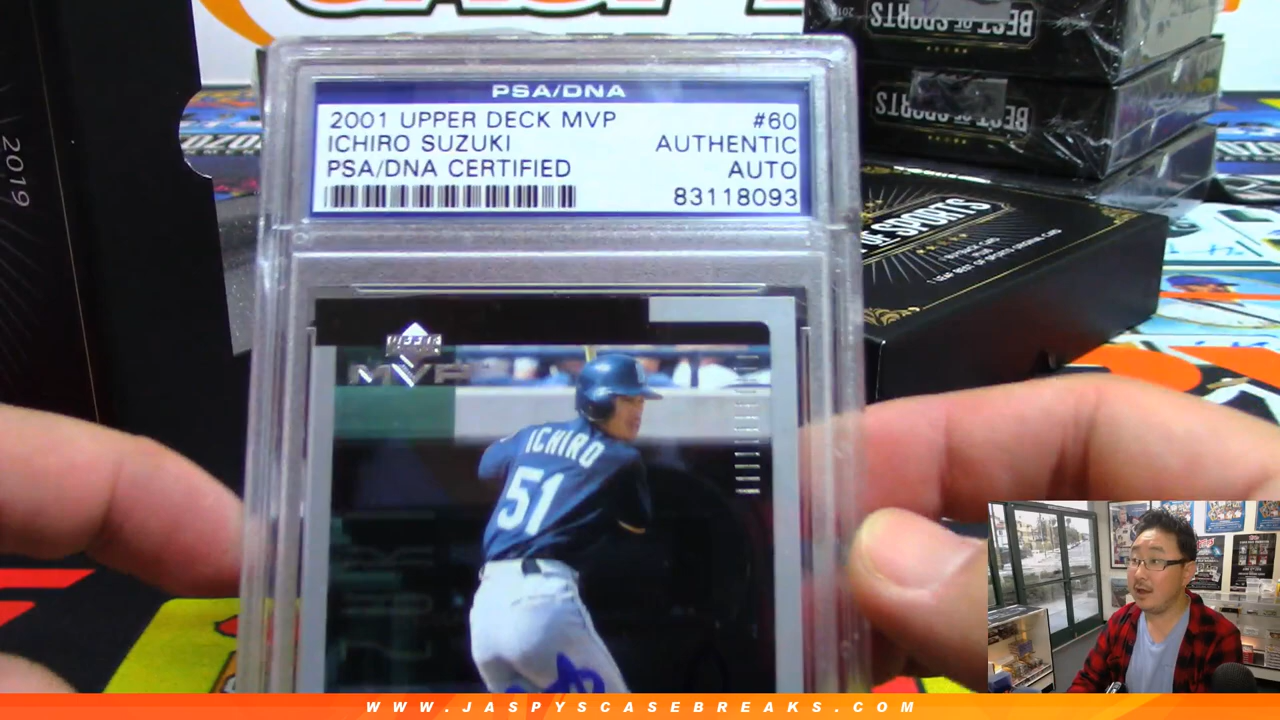 PSA/DNA
2001 UPPER DECK MVP #60
ICHIRO SUZUKI AUTHENTIC
PSA/DNA CERTIFIED AUTO
83118093
MVP
ICHIRO
51
2019
BEST OF SPORTS
BEST OF SPORTS
OF SPORTS
WWW.JASPYSCASEBREAKS.COM